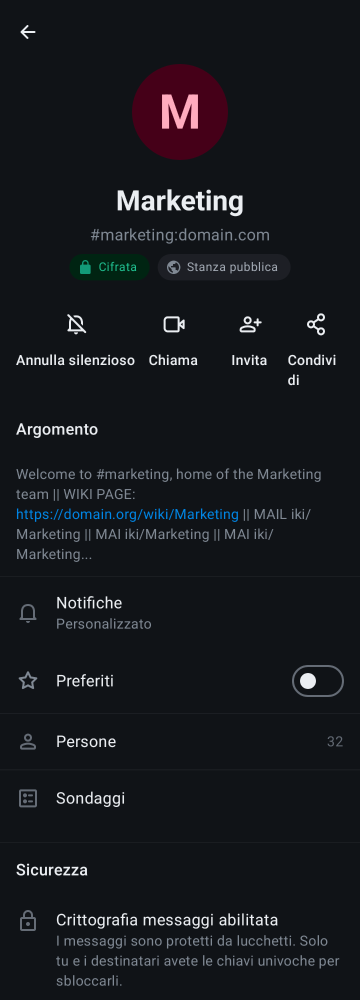 M
Marketing
#marketing:domain.com
Cifrata
Stanza pubblica
Annulla silenzioso
Chiama
Invita
Condivi
di
Argomento
Welcome to #marketing, home of the Marketing
team || WIKI PAGE:
https://domain.org/wiki/Marketing || MAIL iki/
Marketing || MAI iki/Marketing || MAI iki/
Marketing...
Notifiche
Personalizzato
Preferiti
Persone
32
Sondaggi
Sicurezza
Crittografia messaggi abilitata
I messaggi sono protetti da lucchetti. Solo
tu e i destinatari avete le chiavi univoche per
sbloccarli.